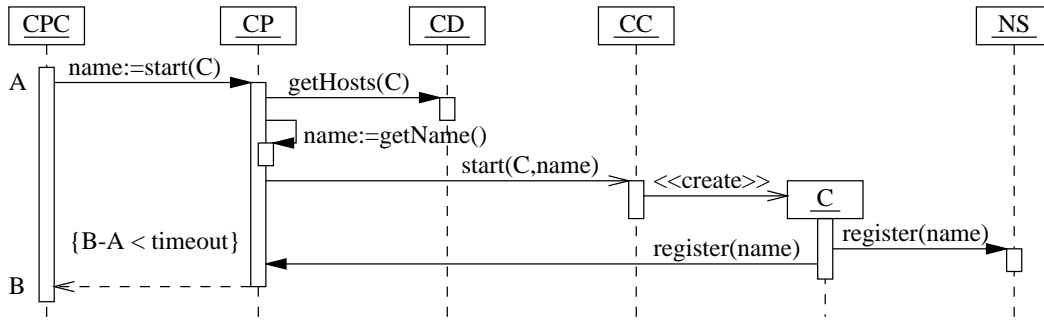 CPC
CP
CD
CC
NS
A
name:=start(C)
getHosts(C)
name:=getName()
start(C,name)
<<create>>
C
{B-A < timeout}
register(name)
register(name)
B